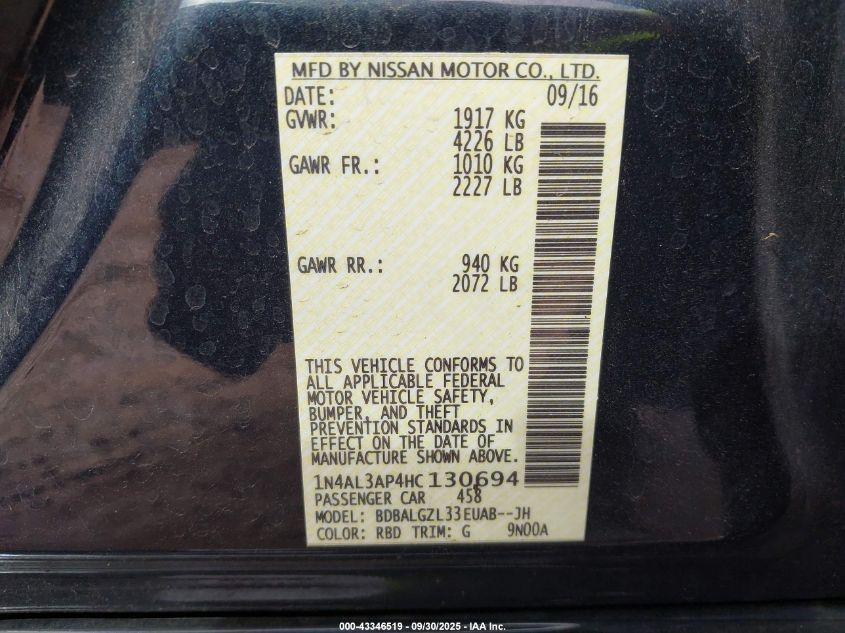 MFD BY NISSAN MOTOR CO., LTD.
DATE: 09/16
GVWR: 1917 KG
4226 LB
GAWR FR.: 1010 KG
2227 LB
GAWR RR.: 940 KG
2072 LB
THIS VEHICLE CONFORMS TO
ALL APPLICABLE FEDERAL
MOTOR VEHICLE SAFETY,
BUMPER, AND THEFT
PREVENTION STANDARDS IN
EFFECT ON THE DATE OF
MANUFACTURE SHOWN ABOVE.
1N4AL3AP4HC130694
PASSENGER CAR 458
MODEL: BDBALGZL33EUAB--JH
COLOR: RBD TRIM: G 9N00A
000-43346519 - 09/30/2025 - IAA Inc.